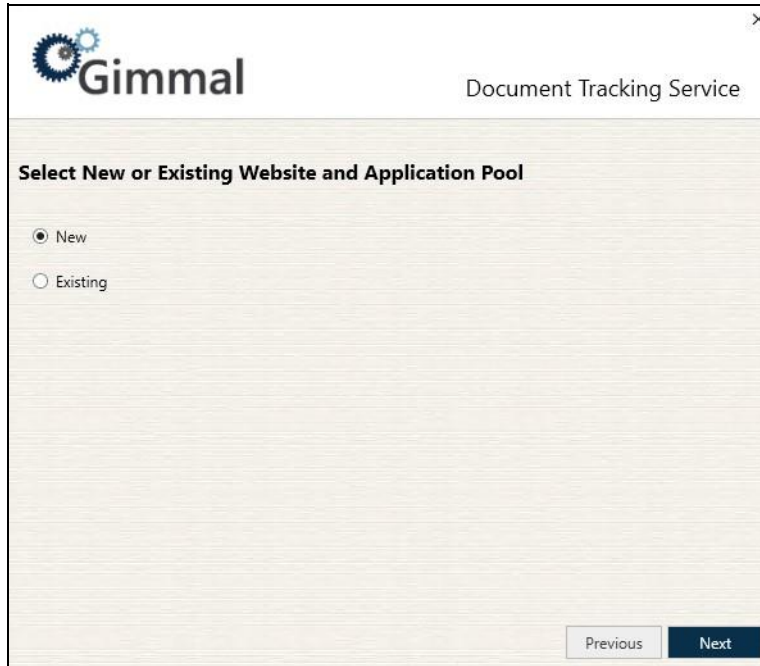 Gimmal
Document Tracking Service
Select New or Existing Website and Application Pool
New
Existing
Previous
Next